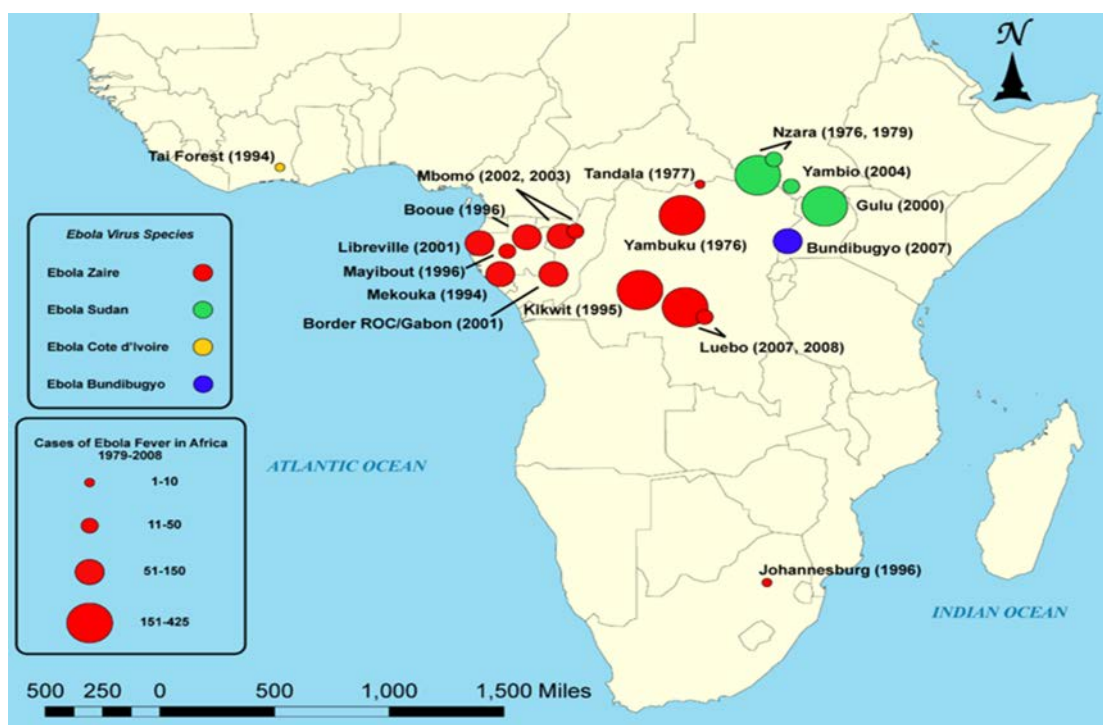 N
Nzara (1976, 1979)
Tai Forest (1994)
Mbomo (2002, 2003)
Tandala (1977)
Yambio (2004)
Booue (1996)
Gulu (2000)
Libreville (2001)
Yambuku (1976)
Bundibugyo (2007)
Mayibout (1996)
Mekouka (1994)
Kikwit (1995)
Border ROC/Gabon (2001)
Luebo (2007, 2008)
Ebola Virus Species
Ebola Zaire
Ebola Sudan
Ebola Cote d'Ivoire
Ebola Bundibugyo
Cases of Ebola Fever in Africa
1979-2008
1-10
11-50
51-150
151-425
ATLANTIC OCEAN
Johannesburg (1996)
INDIAN OCEAN
500 250 0 500 1,000 1,500 Miles